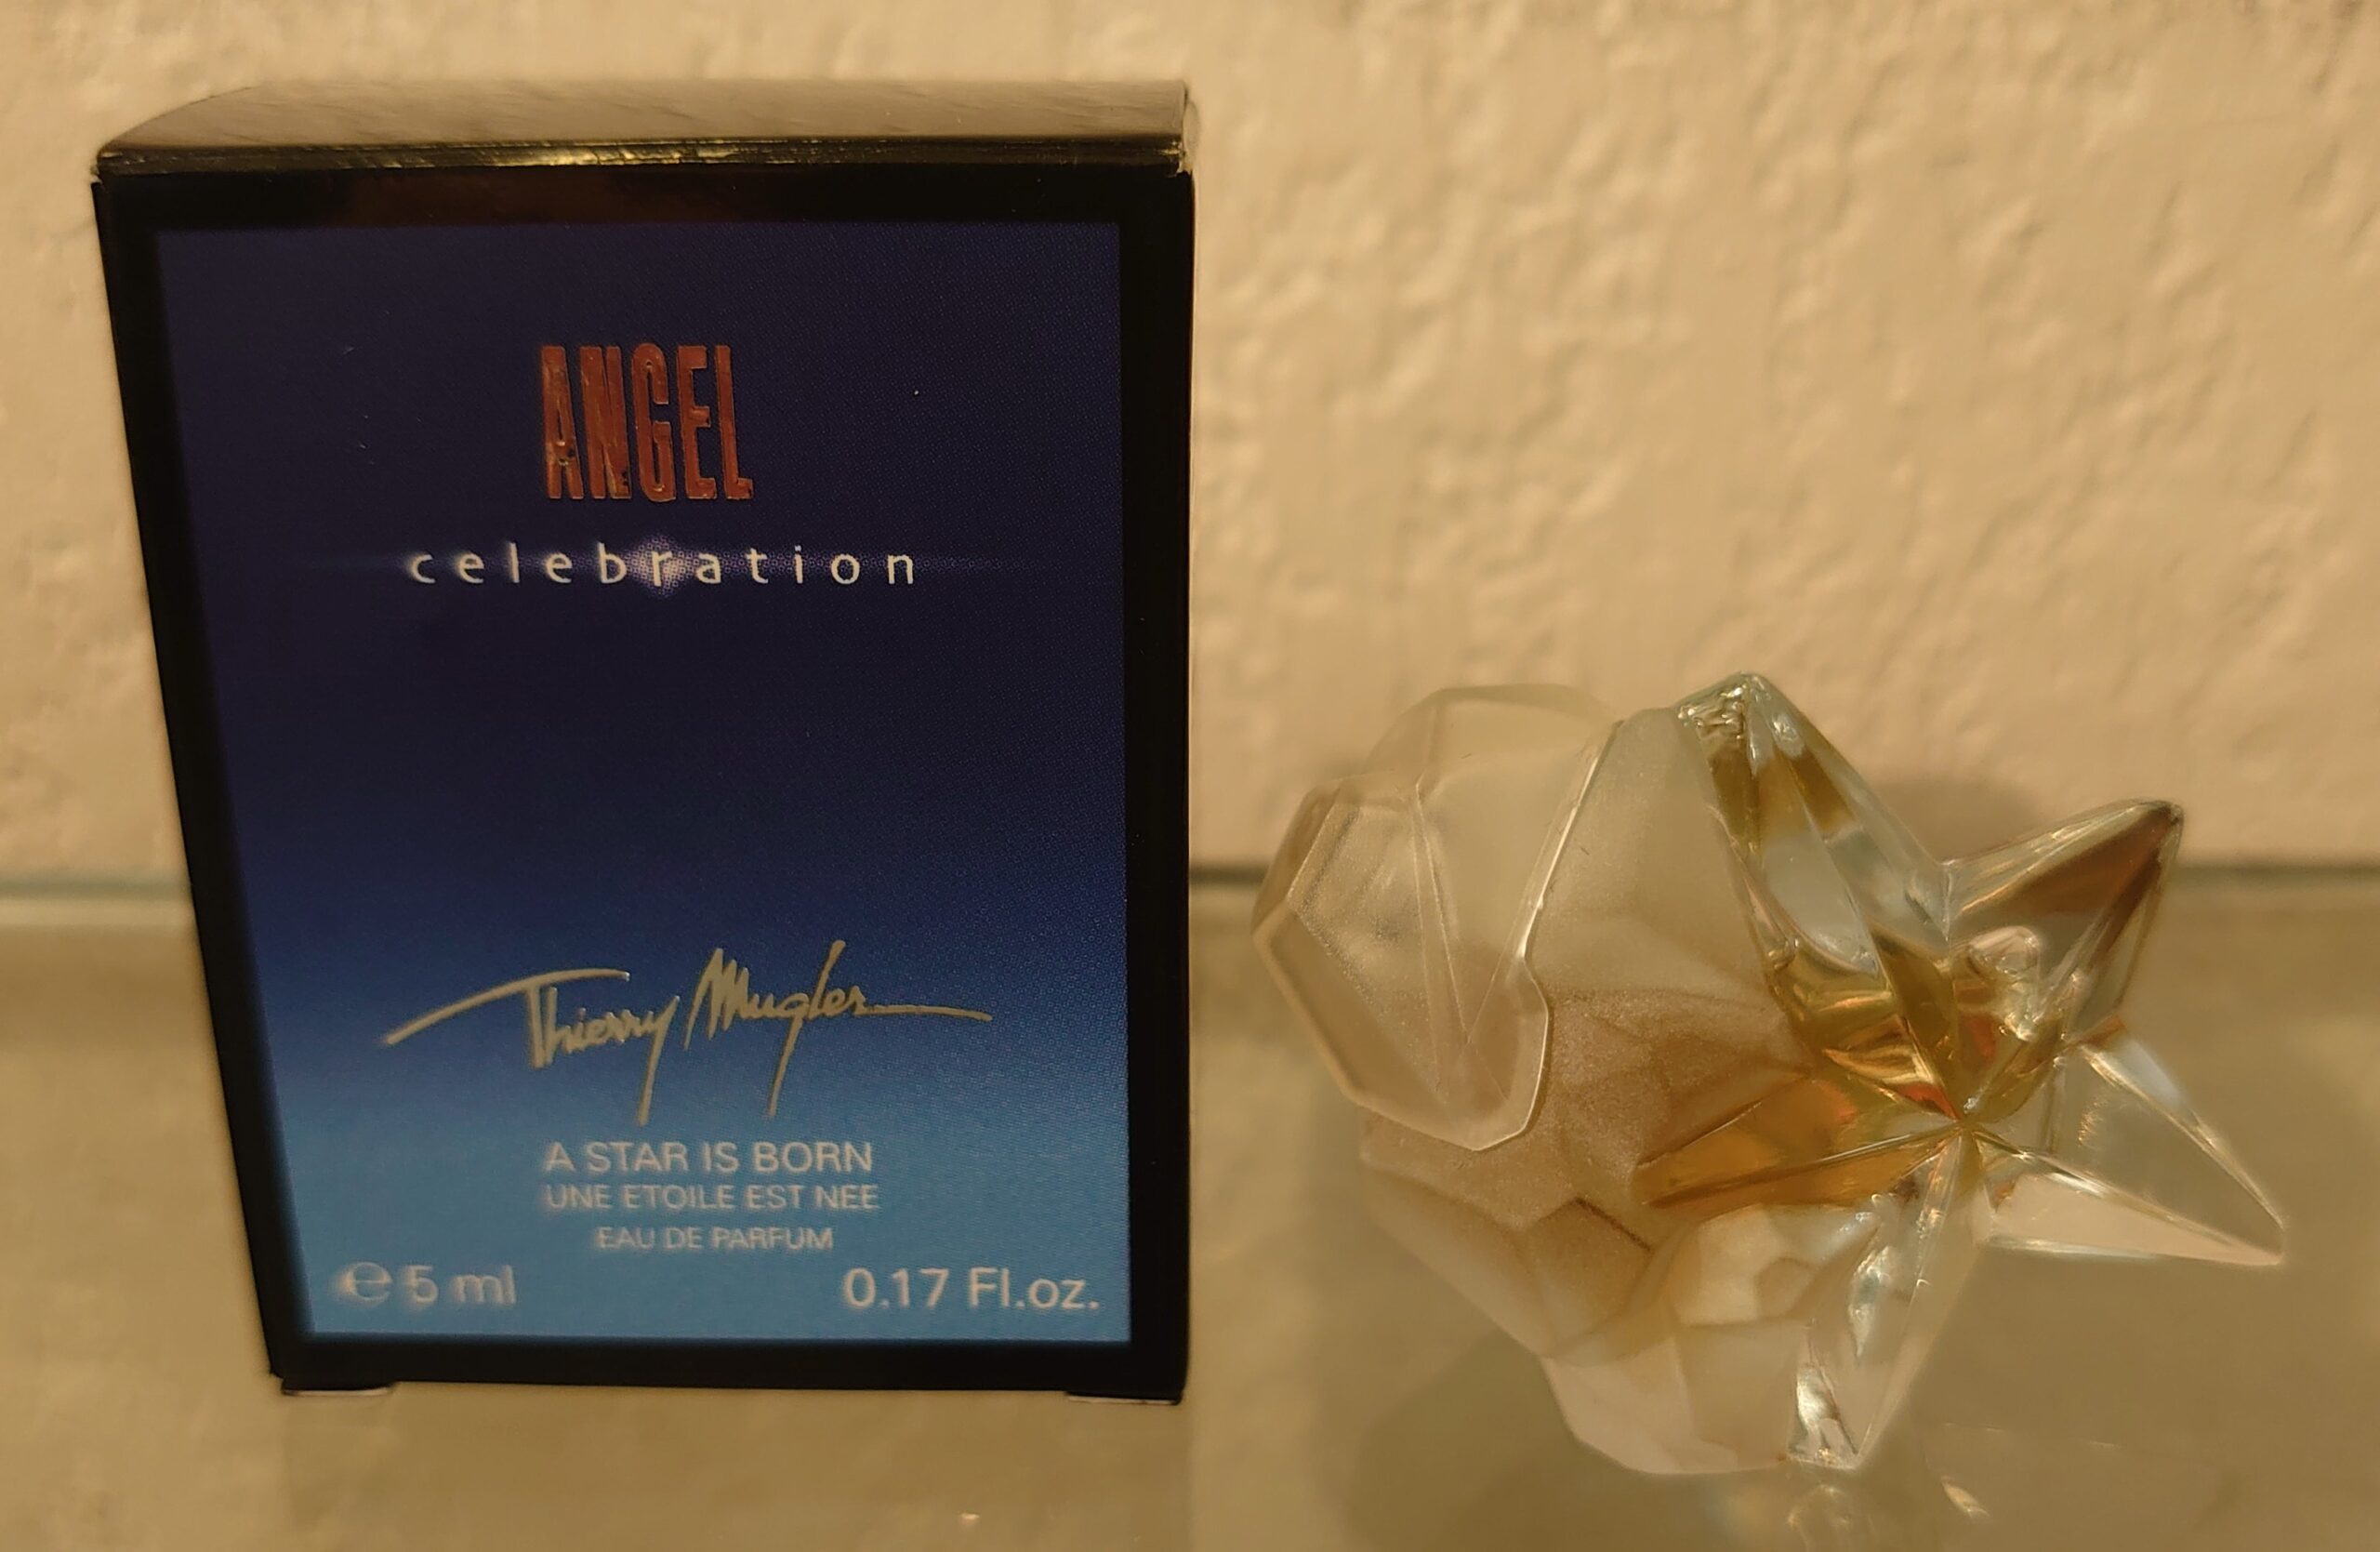 ANGEL
celebration
Thierry Mugler
A STAR IS BORN
UNE ETOILE EST NEE
EAU DE PARFUM
℮ 5 ml 0.17 Fl.oz.